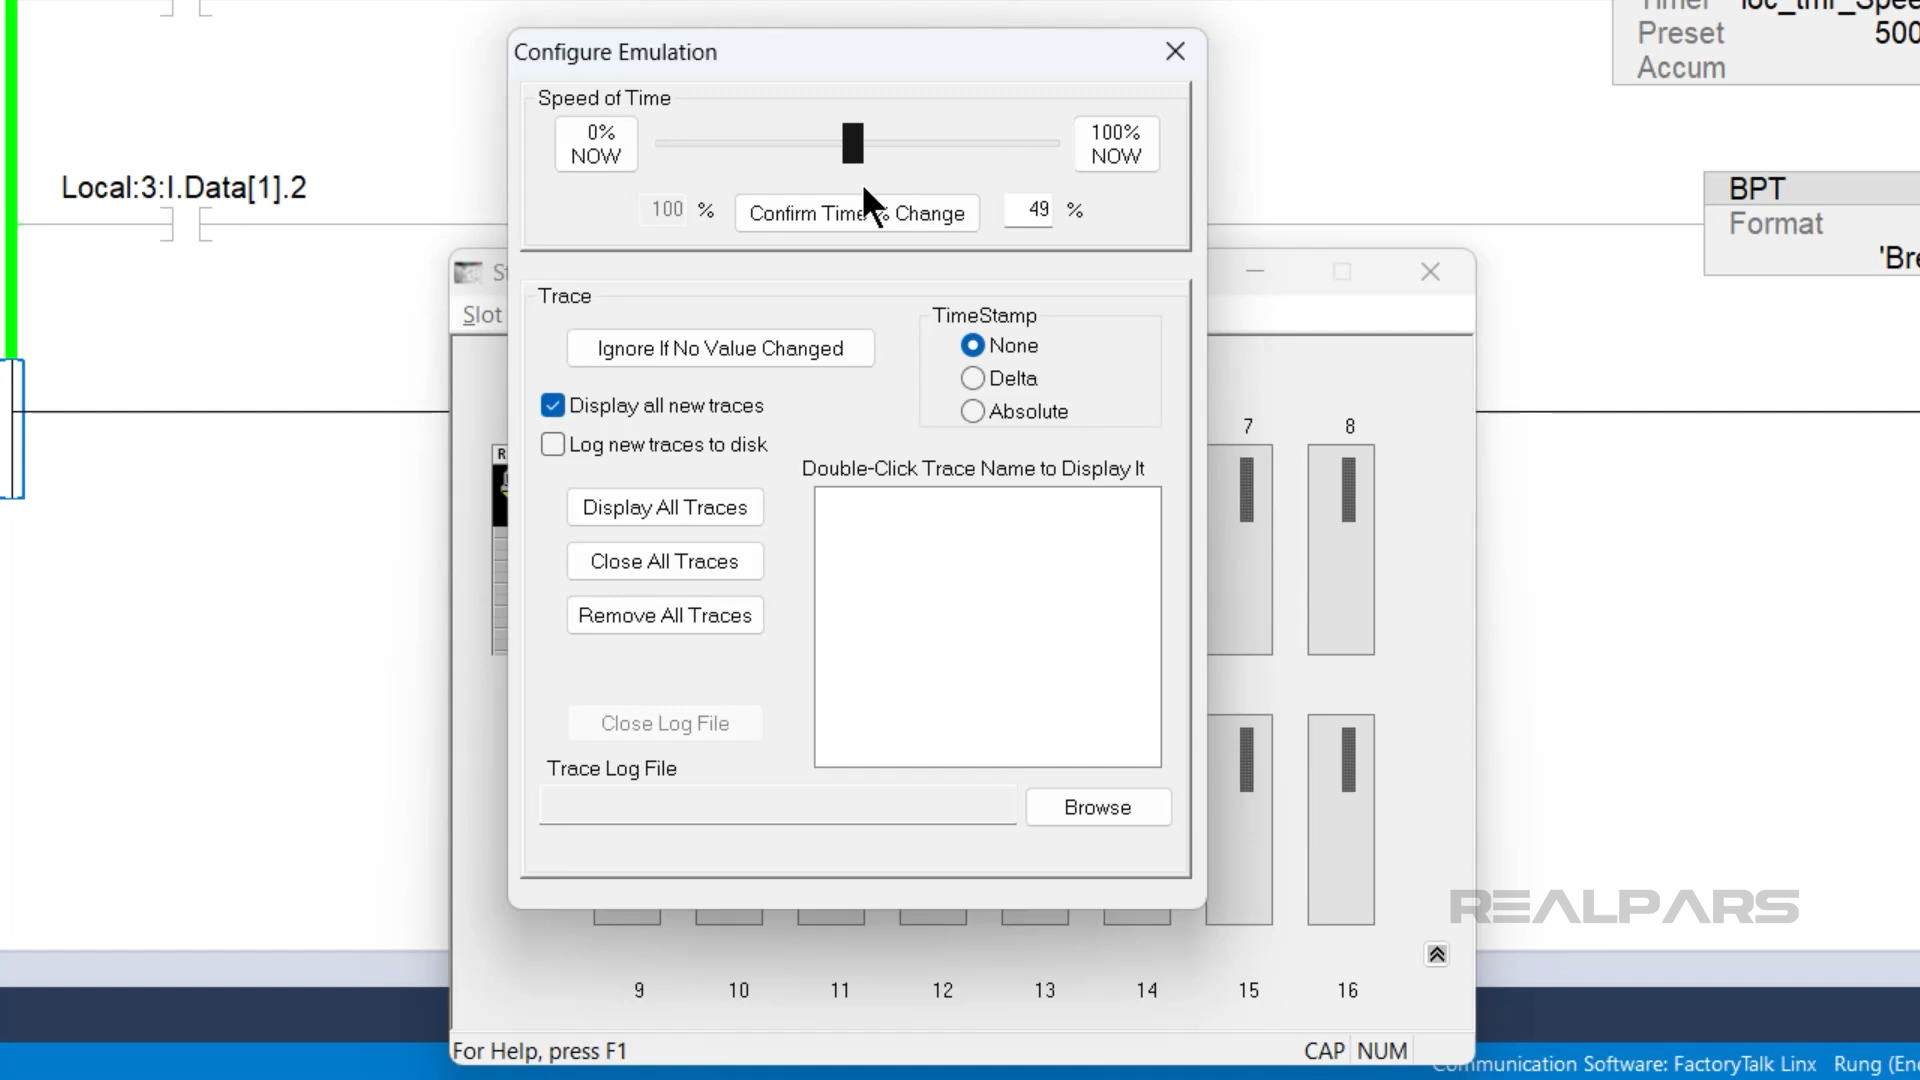 Timer
Preset 500
Accum
Local:3:I.Data[1].2
BPT
Format
'Bre
Configure Emulation
Speed of Time
0%
NOW
100%
NOW
100 %
Confirm Time % Change
49 %
Slot
Trace
Ignore If No Value Changed
TimeStamp
None
Delta
Absolute
Display all new traces
Log new traces to disk
Double-Click Trace Name to Display It
Display All Traces
Close All Traces
Remove All Traces
Close Log File
Trace Log File
Browse
7 8
9 10 11 12 13 14 15 16
REALPARS
For Help, press F1
CAP NUM
Communication Software: FactoryTalk Linx Rung (En